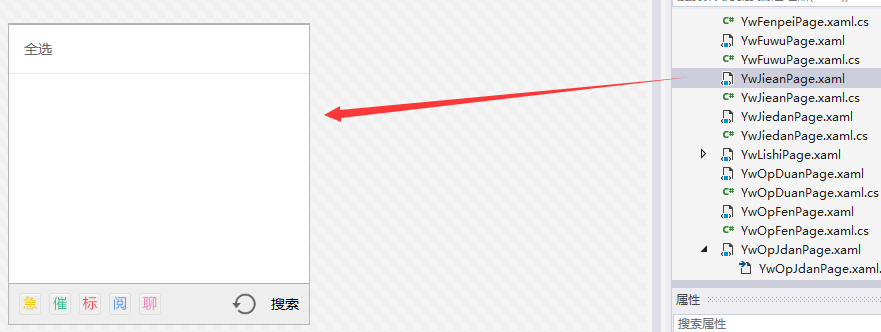 全选
急 催 标 阅 聊 搜索
YwFenpeiPage.xaml.cs
YwFuwuPage.xaml
YwFuwuPage.xaml.cs
YwJieanPage.xaml
YwJieanPage.xaml.cs
YwJiedanPage.xaml
YwJiedanPage.xaml.cs
YwLishiPage.xaml
YwOpDuanPage.xaml
YwOpDuanPage.xaml.cs
YwOpFenPage.xaml
YwOpFenPage.xaml.cs
YwOpJdanPage.xaml
YwOpJdanPage.xaml.
属性
搜索属性